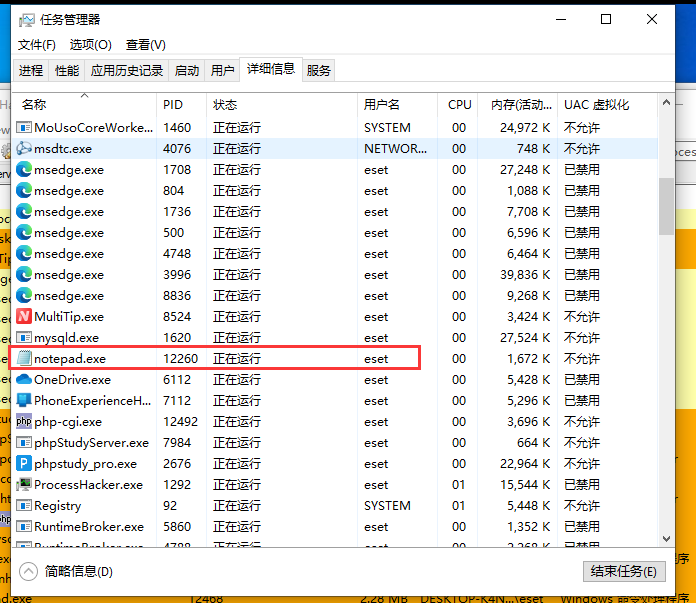 任务管理器
文件(F) 选项(O) 查看(V)
进程 性能 应用历史记录 启动 用户 详细信息 服务
名称 PID 状态 用户名 CPU 内存(活动... UAC 虚拟化
MoUsoCoreWorke... 1460 正在运行 SYSTEM 00 24,972 K 不允许
msdtc.exe 4076 正在运行 NETWOR... 00 748 K 不允许
msedge.exe 1708 正在运行 eset 00 27,248 K 已禁用
msedge.exe 804 正在运行 eset 00 1,088 K 已禁用
msedge.exe 1736 正在运行 eset 00 7,708 K 已禁用
msedge.exe 500 正在运行 eset 00 6,596 K 已禁用
msedge.exe 4748 正在运行 eset 00 6,464 K 已禁用
msedge.exe 3996 正在运行 eset 00 39,836 K 已禁用
msedge.exe 8836 正在运行 eset 00 9,268 K 已禁用
MultiTip.exe 8524 正在运行 eset 00 3,424 K 不允许
mysqld.exe 1620 正在运行 eset 00 27,524 K 不允许
notepad.exe 12260 正在运行 eset 00 1,672 K 不允许
OneDrive.exe 6112 正在运行 eset 00 5,428 K 已禁用
PhoneExperienceH... 7112 正在运行 eset 00 5,296 K 已禁用
php-cgi.exe 12492 正在运行 eset 00 3,696 K 不允许
phpStudyServer.exe 7984 正在运行 eset 00 664 K 不允许
phpstudy_pro.exe 2676 正在运行 eset 00 22,964 K 不允许
ProcessHacker.exe 1292 正在运行 eset 01 15,544 K 已禁用
Registry 92 正在运行 SYSTEM 01 5,448 K 不允许
RuntimeBroker.exe 5860 正在运行 eset 00 1,352 K 已禁用
RuntimeBroker.exe 4788 正在运行 eset 00 2,268 K 已禁用
简略信息(D) 结束任务(E)
12468 2.28 MB DESKTOP-K4N...\eset Windows 命令处理程序